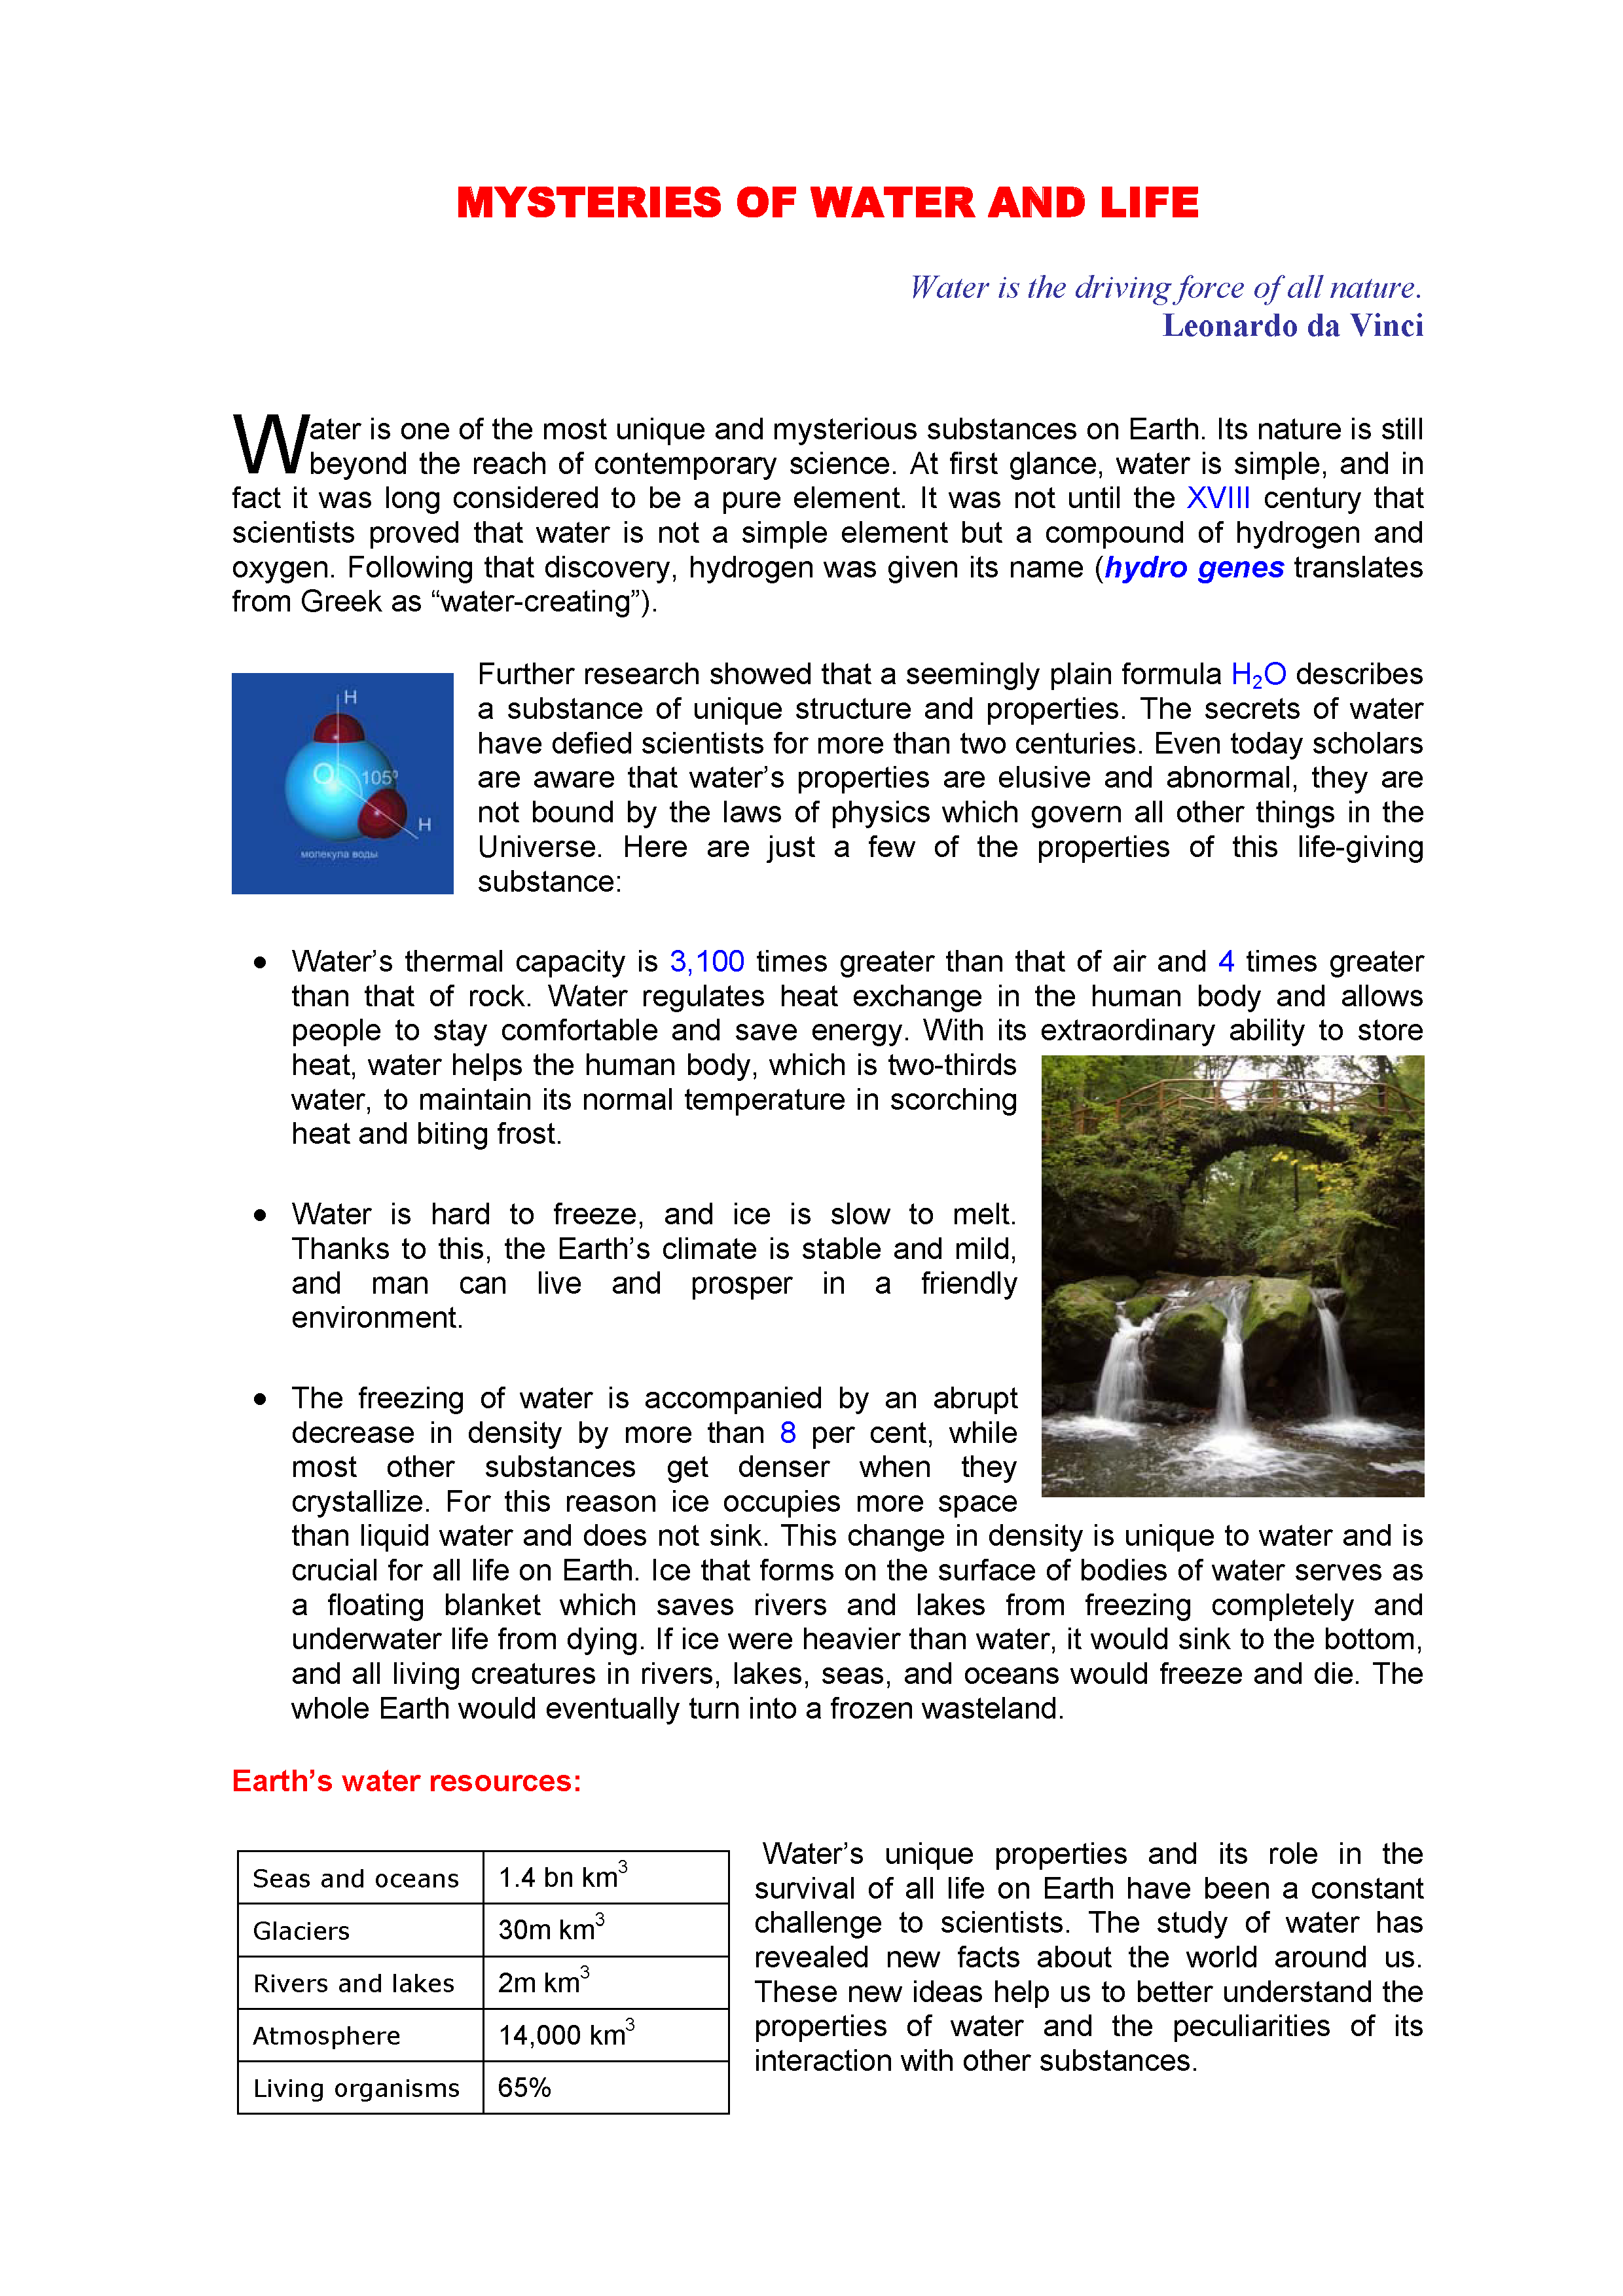 MYSTERIES OF WATER AND LIFE
Water is the driving force of all nature.
Leonardo da Vinci
Water is one of the most unique and mysterious substances on Earth. Its nature is still
beyond the reach of contemporary science. At first glance, water is simple, and in
fact it was long considered to be a pure element. It was not until the XVIII century that
scientists proved that water is not a simple element but a compound of hydrogen and
oxygen. Following that discovery, hydrogen was given its name (hydro genes translates
from Greek as “water-creating”).
H
O
105⁰
H
молекула воды
Further research showed that a seemingly plain formula H₂O describes
a substance of unique structure and properties. The secrets of water
have defied scientists for more than two centuries. Even today scholars
are aware that water’s properties are elusive and abnormal, they are
not bound by the laws of physics which govern all other things in the
Universe. Here are just a few of the properties of this life-giving
substance:
• Water’s thermal capacity is 3,100 times greater than that of air and 4 times greater
than that of rock. Water regulates heat exchange in the human body and allows
people to stay comfortable and save energy. With its extraordinary ability to store
heat, water helps the human body, which is two-thirds
water, to maintain its normal temperature in scorching
heat and biting frost.
• Water is hard to freeze, and ice is slow to melt.
Thanks to this, the Earth’s climate is stable and mild,
and man can live and prosper in a friendly
environment.
• The freezing of water is accompanied by an abrupt
decrease in density by more than 8 per cent, while
most other substances get denser when they
crystallize. For this reason ice occupies more space
than liquid water and does not sink. This change in density is unique to water and is
crucial for all life on Earth. Ice that forms on the surface of bodies of water serves as
a floating blanket which saves rivers and lakes from freezing completely and
underwater life from dying. If ice were heavier than water, it would sink to the bottom,
and all living creatures in rivers, lakes, seas, and oceans would freeze and die. The
whole Earth would eventually turn into a frozen wasteland.
Earth’s water resources:
Seas and oceans 1.4 bn km³
Glaciers 30m km³
Rivers and lakes 2m km³
Atmosphere 14,000 km³
Living organisms 65%
Water’s unique properties and its role in the
survival of all life on Earth have been a constant
challenge to scientists. The study of water has
revealed new facts about the world around us.
These new ideas help us to better understand the
properties of water and the peculiarities of its
interaction with other substances.